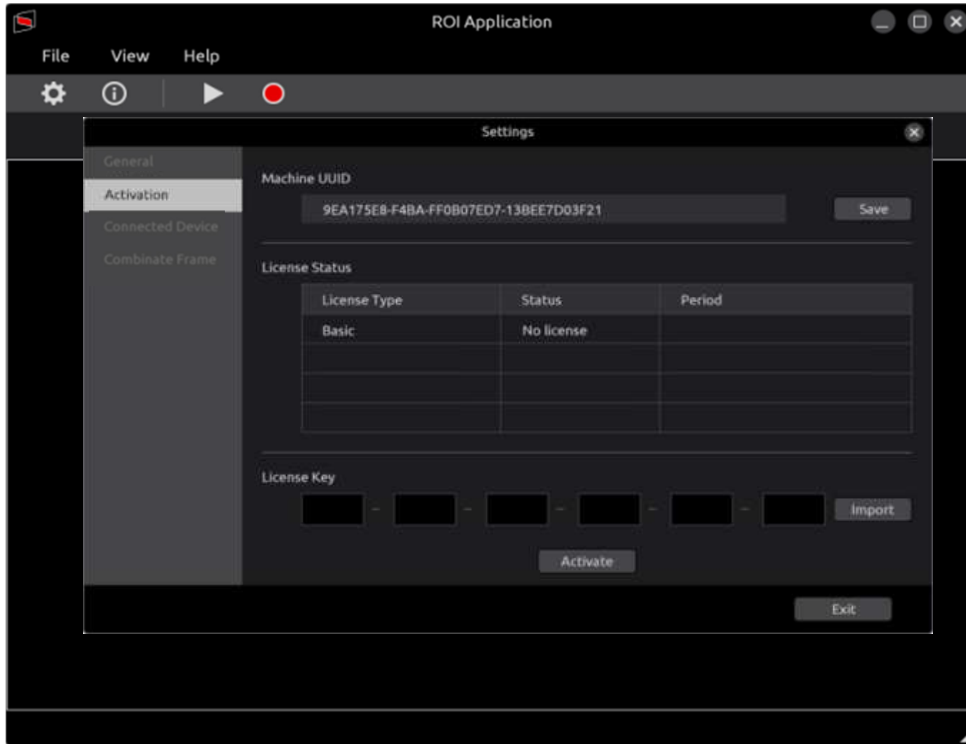 ROI Application
File View Help
Settings
General
Activation
Connected Device
Combinate Frame
Machine UUID
9EA175E8-F4BA-FF0B07ED7-13BEE7D03F21
Save
License Status
License Type Status Period
Basic No license
License Key
– – – – –
Import
Activate
Exit